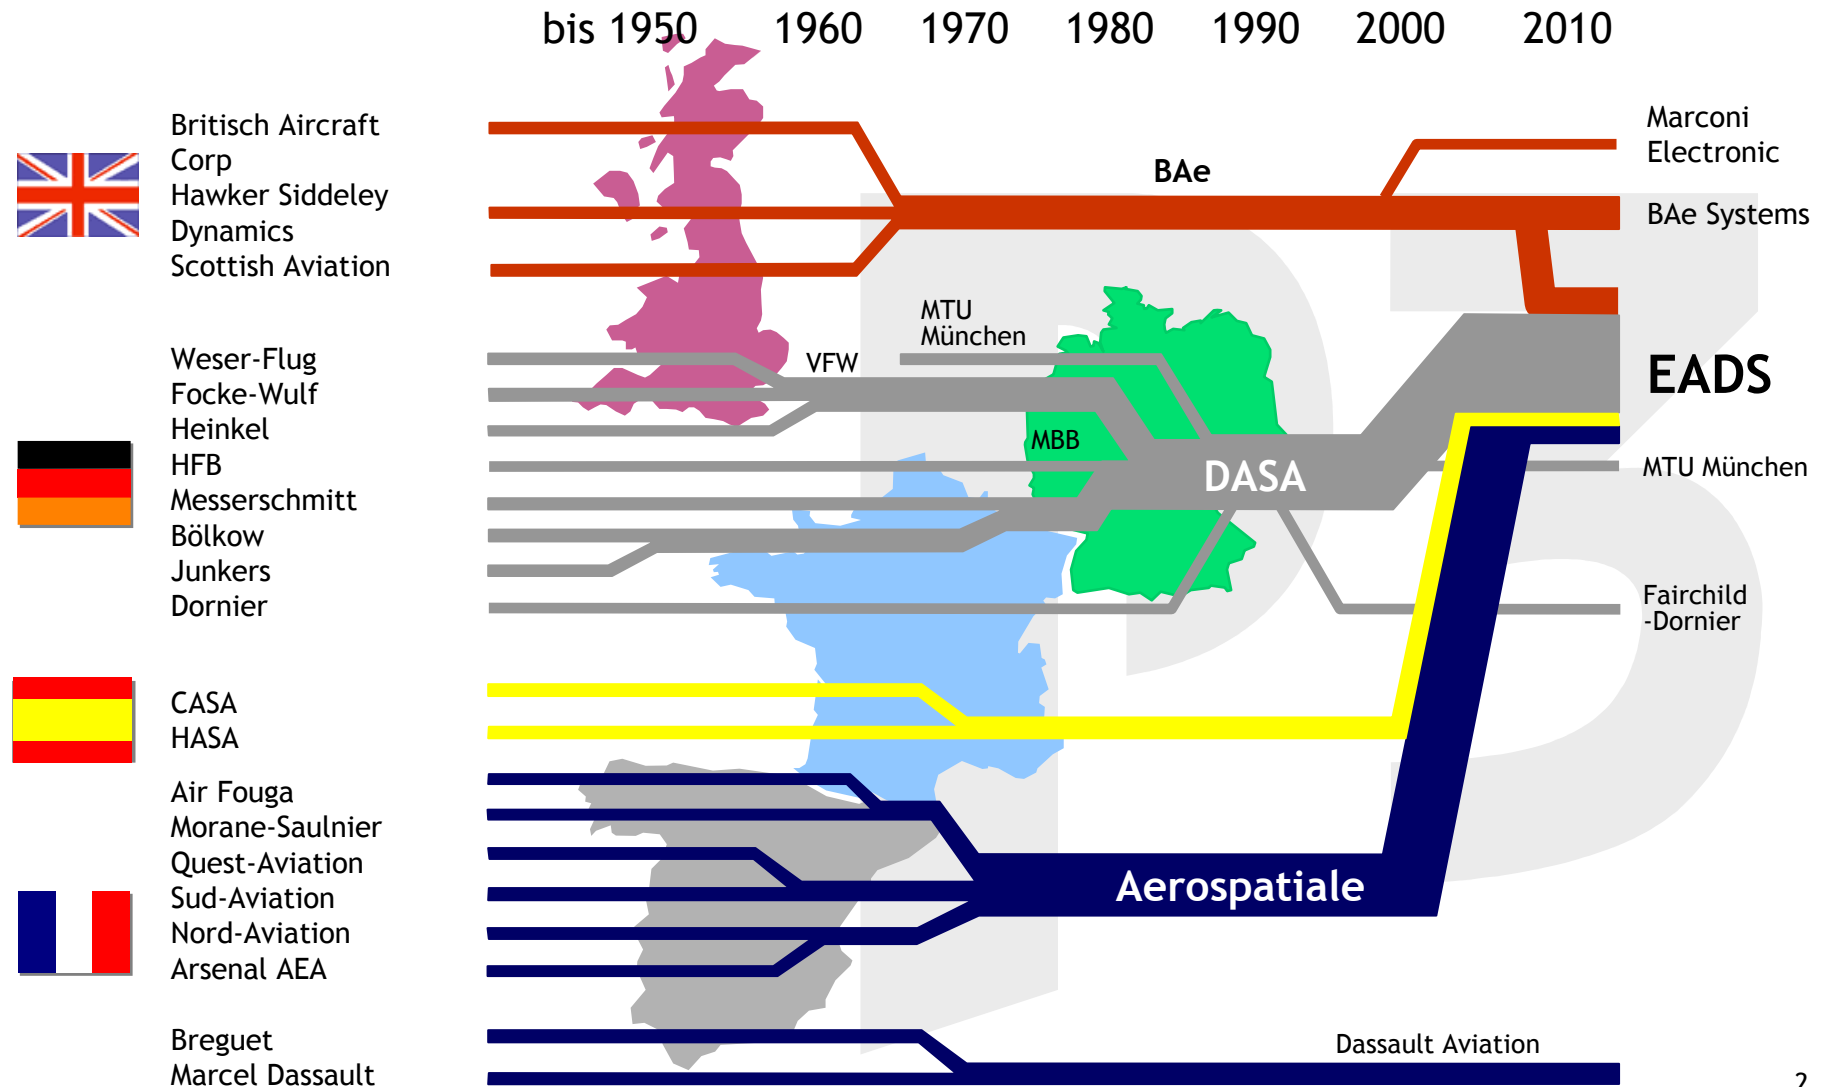 bis 1950 1960 1970 1980 1990 2000 2010
Britisch Aircraft
Corp
Hawker Siddeley
Dynamics
Scottish Aviation
BAe
Marconi
Electronic
BAe Systems
Weser-Flug
Focke-Wulf
Heinkel
HFB
Messerschmitt
Bölkow
Junkers
Dornier
VFW
MTU
München
MBB
DASA
EADS
MTU München
Fairchild
-Dornier
CASA
HASA
Air Fouga
Morane-Saulnier
Quest-Aviation
Sud-Aviation
Nord-Aviation
Arsenal AEA
Aerospatiale
Breguet
Marcel Dassault
Dassault Aviation
2